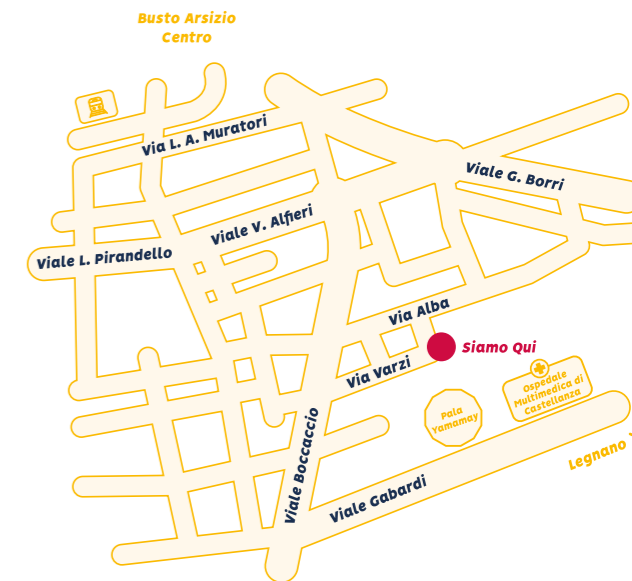 Busto Arsizio
Centro
Via L. A. Muratori
Viale G. Borri
Viale V. Alfieri
Viale L. Pirandello
Via Alba
Siamo Qui
Via Varzi
Ospedale
Multimedica di
Castellanza
Pala
Yamamay
Viale Boccaccio
Viale Gabardi
Legnano